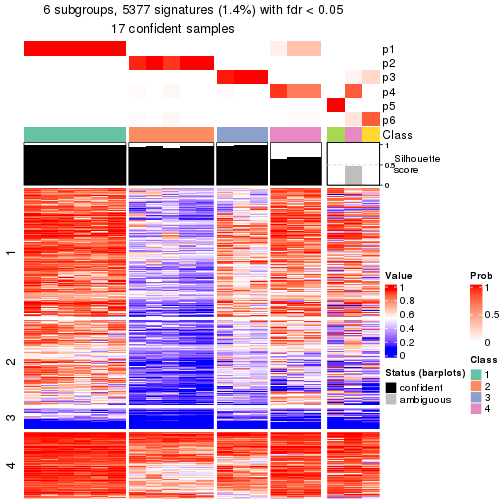 6 subgroups, 5377 signatures (1.4%) with fdr < 0.05
17 confident samples
p1
p2
p3
p4
p5
p6
Class
1
0.5
0
Silhouette
score
1
2
3
4
Value
1
0.8
0.6
0.4
0.2
0
Status (barplots)
confident
ambiguous
Prob
1
0.5
0
Class
1
2
3
4